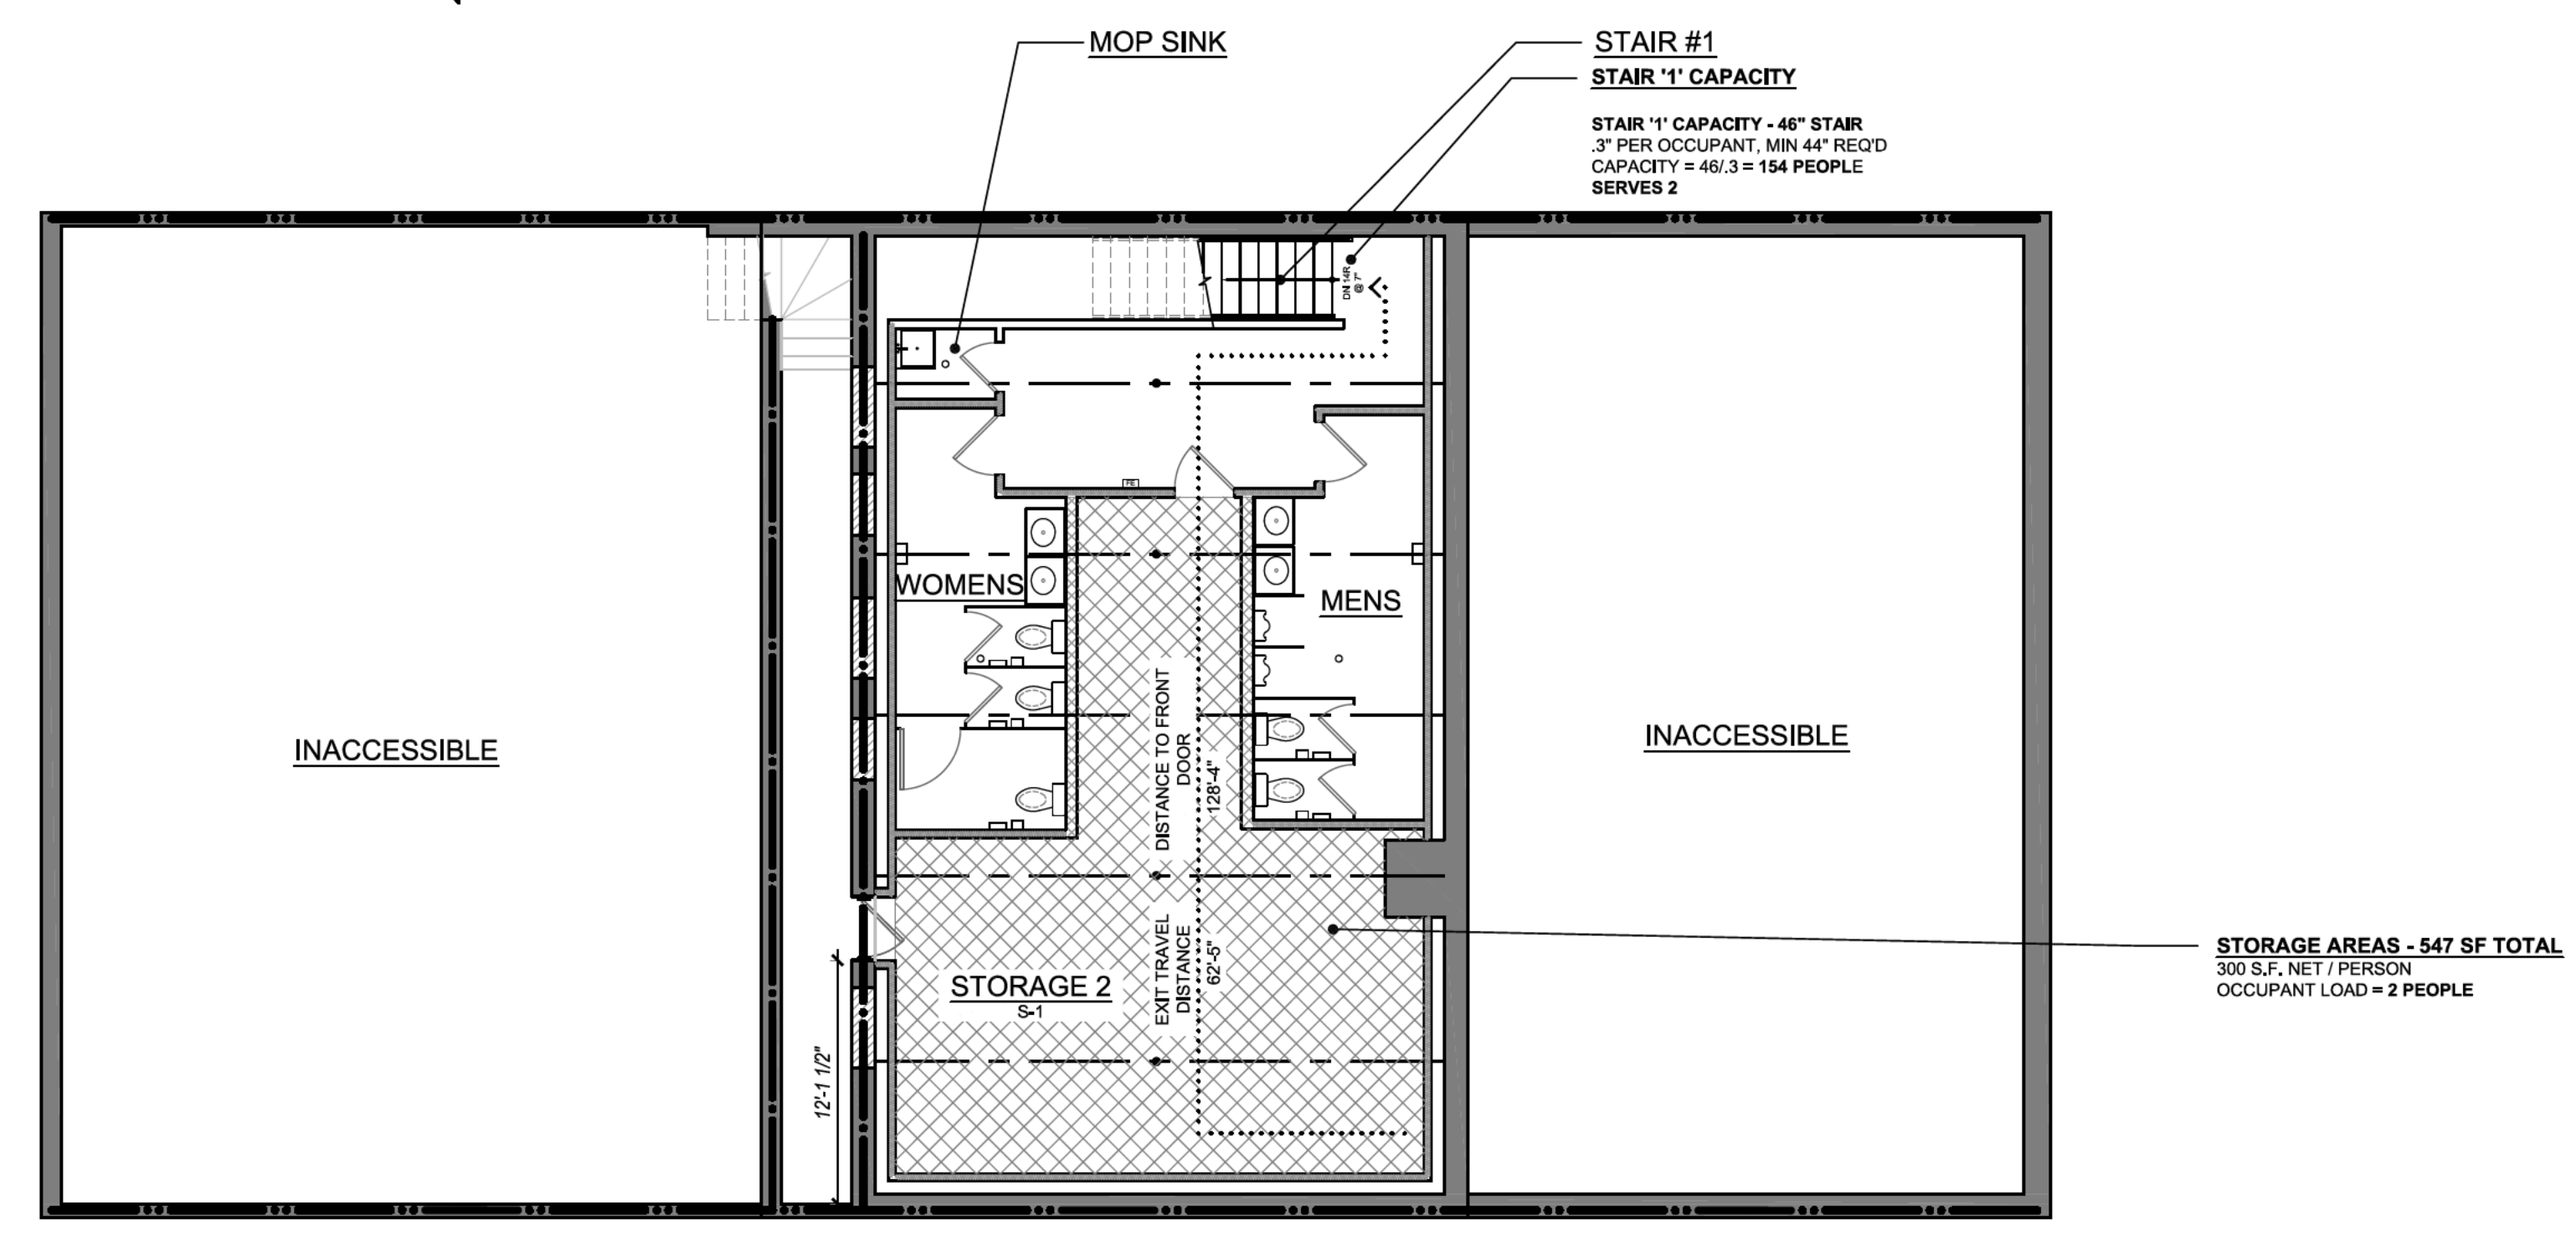 MOP SINK
STAIR #1
STAIR '1' CAPACITY
STAIR '1' CAPACITY - 46" STAIR
.3" PER OCCUPANT, MIN 44" REQ'D
CAPACITY = 46/.3 = 154 PEOPLE
SERVES 2
DN 14R
@ 7"
FE
WOMENS
MENS
INACCESSIBLE
DISTANCE TO FRONT
DOOR
128'-4"
INACCESSIBLE
EXIT TRAVEL
DISTANCE
62'-5"
STORAGE 2
S-1
12'-1 1/2"
STORAGE AREAS - 547 SF TOTAL
300 S.F. NET / PERSON
OCCUPANT LOAD = 2 PEOPLE